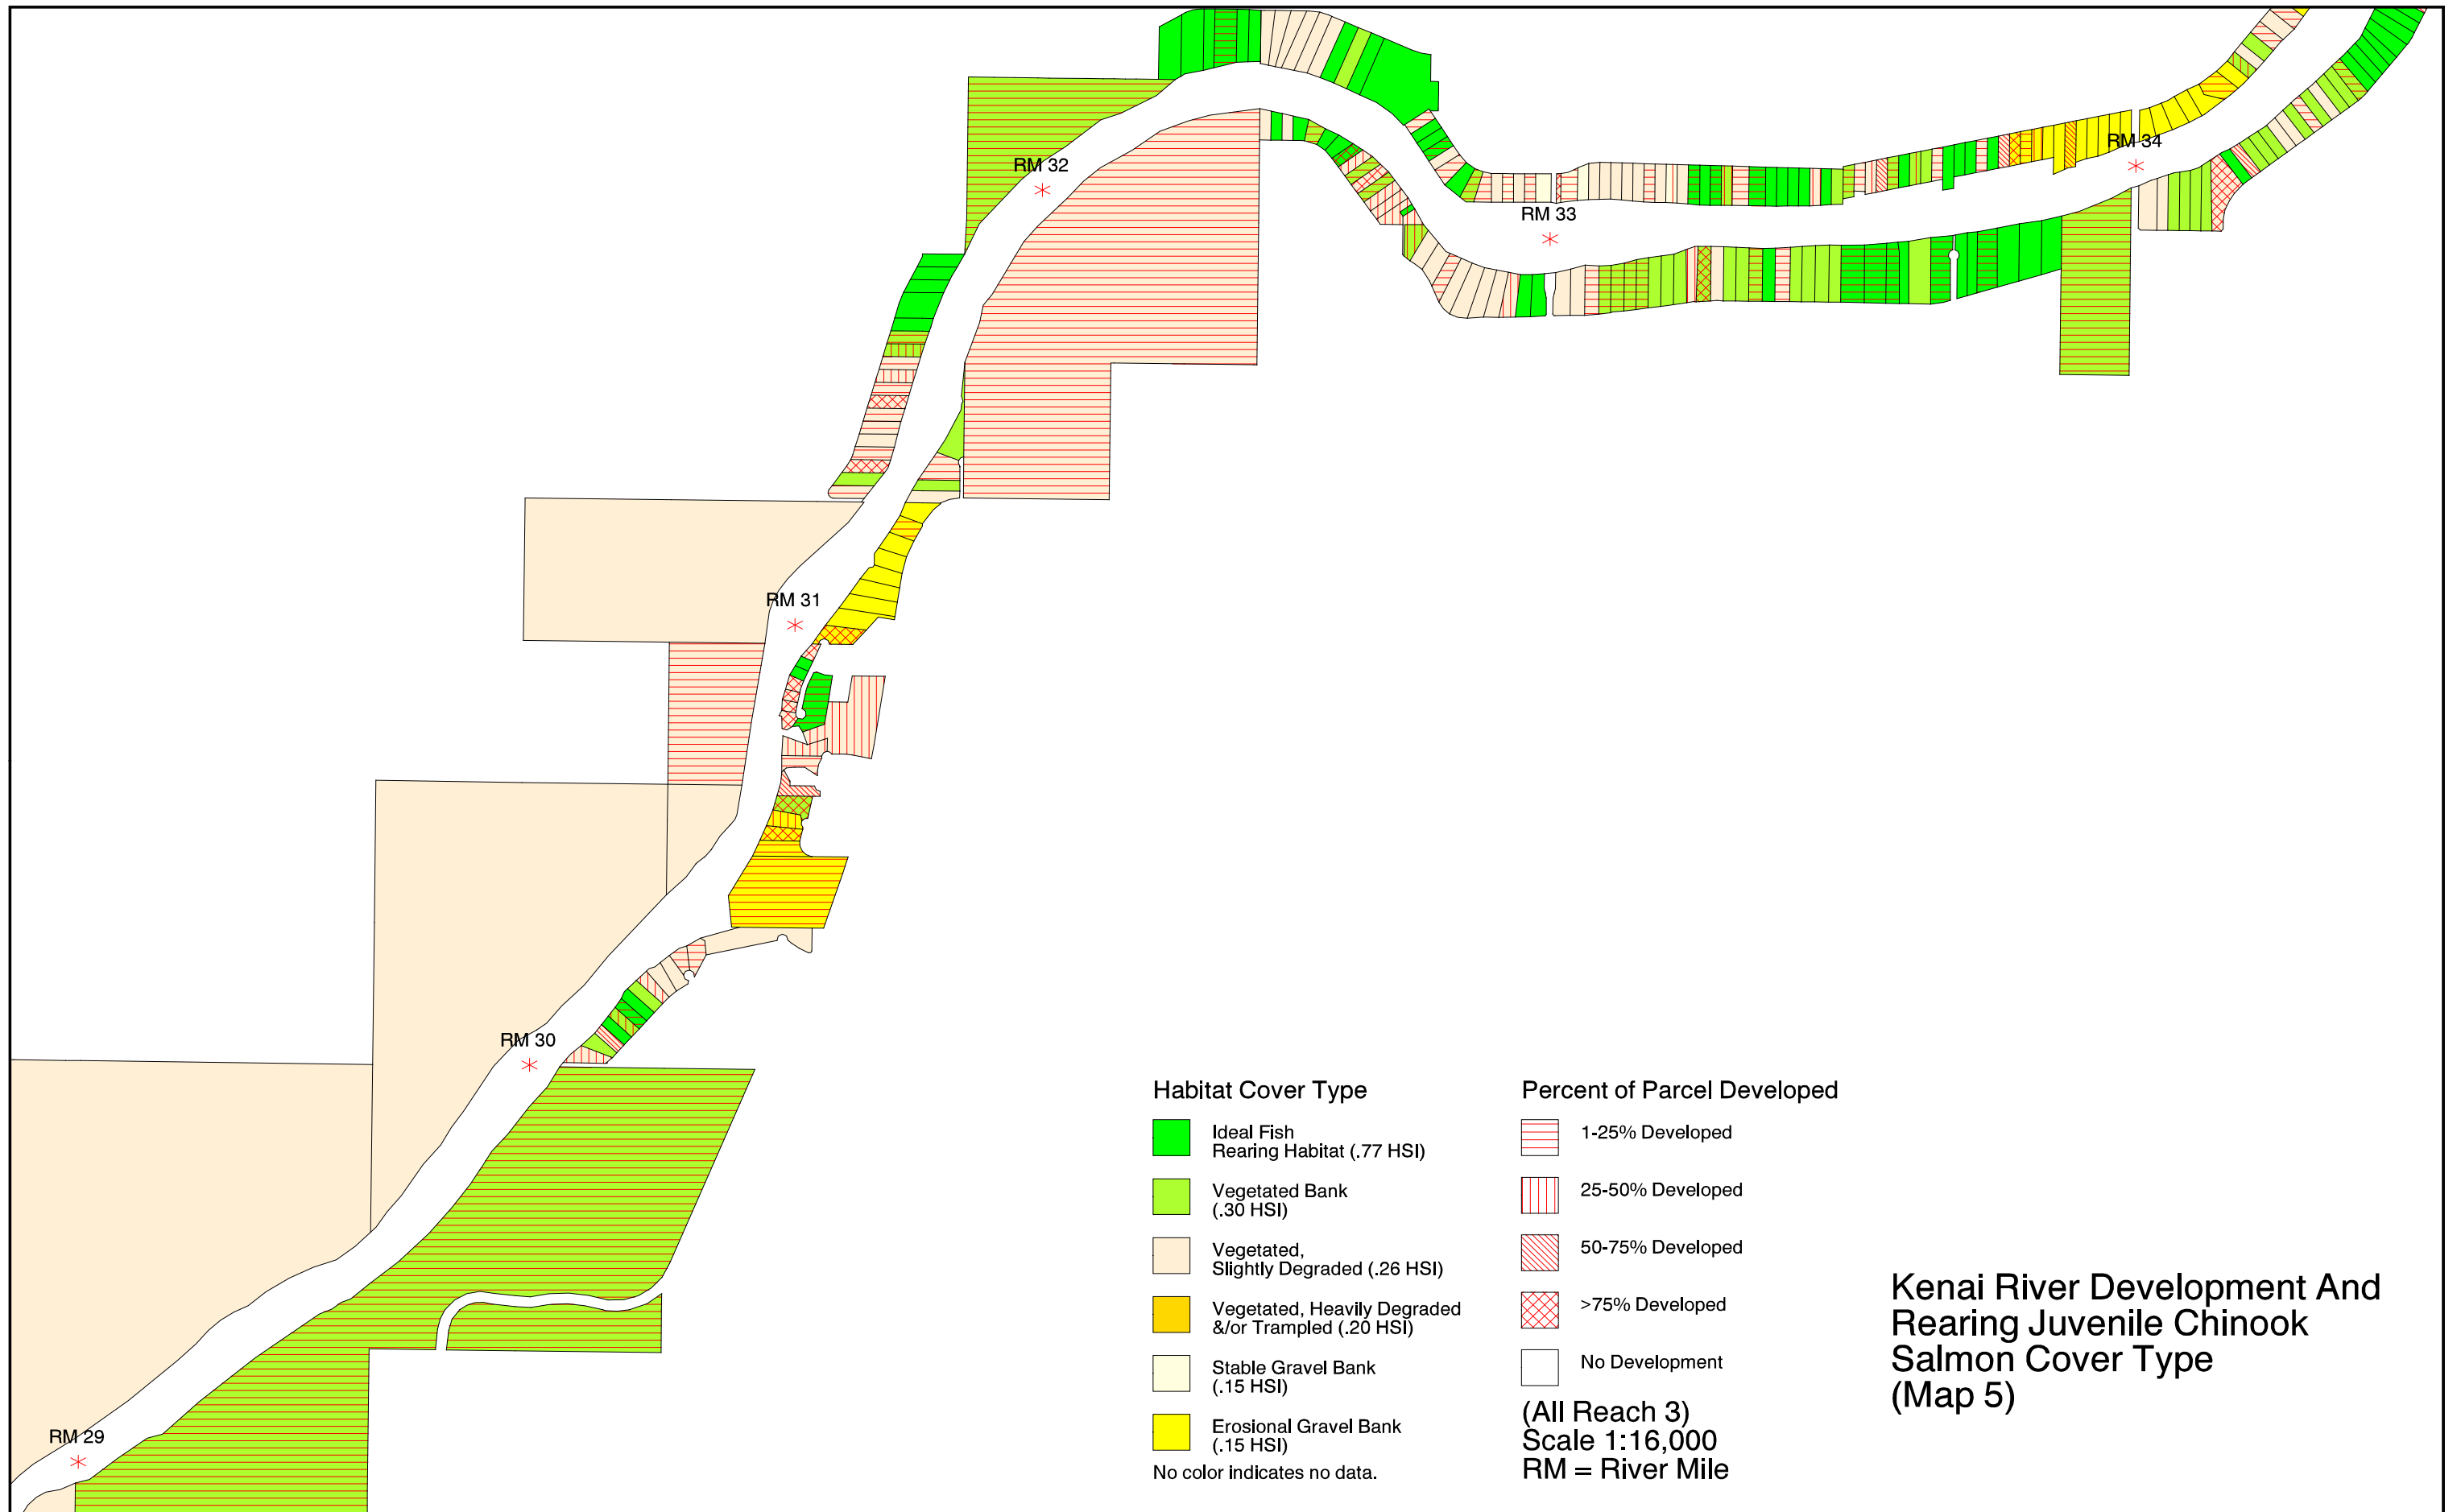 RM 34
RM 32
RM 33
RM 31
RM 30
RM 29
Habitat Cover Type
Ideal Fish
Rearing Habitat (.77 HSI)
Vegetated Bank
(.30 HSI)
Vegetated,
Slightly Degraded (.26 HSI)
Vegetated, Heavily Degraded
&/or Trampled (.20 HSI)
Stable Gravel Bank
(.15 HSI)
Erosional Gravel Bank
(.15 HSI)
No color indicates no data.
Percent of Parcel Developed
1-25% Developed
25-50% Developed
50-75% Developed
>75% Developed
No Development
(All Reach 3)
Scale 1:16,000
RM = River Mile
Kenai River Development And
Rearing Juvenile Chinook
Salmon Cover Type
(Map 5)